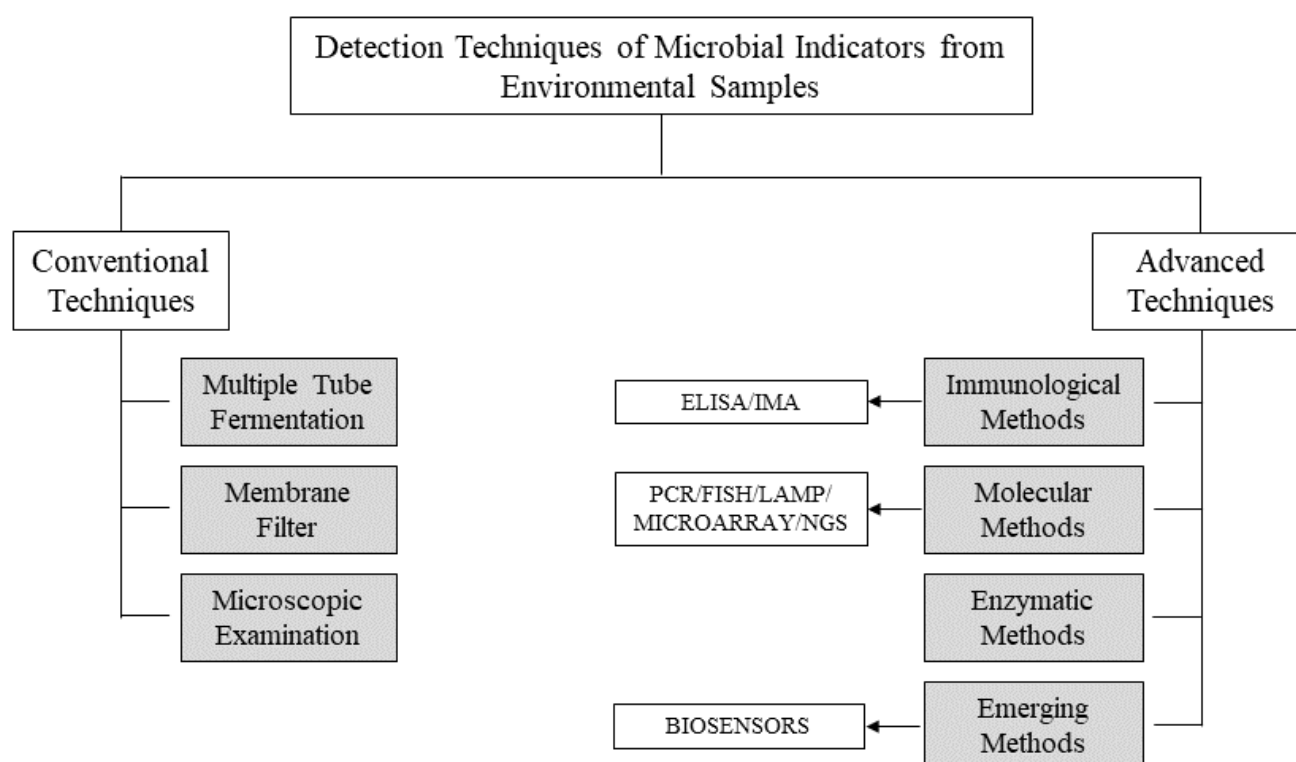 Detection Techniques of Microbial Indicators from
Environmental Samples
Conventional
Techniques
Advanced
Techniques
Multiple Tube
Fermentation
Membrane
Filter
Microscopic
Examination
ELISA/IMA
Immunological
Methods
PCR/FISH/LAMP/
MICROARRAY/NGS
Molecular
Methods
Enzymatic
Methods
BIOSENSORS
Emerging
Methods